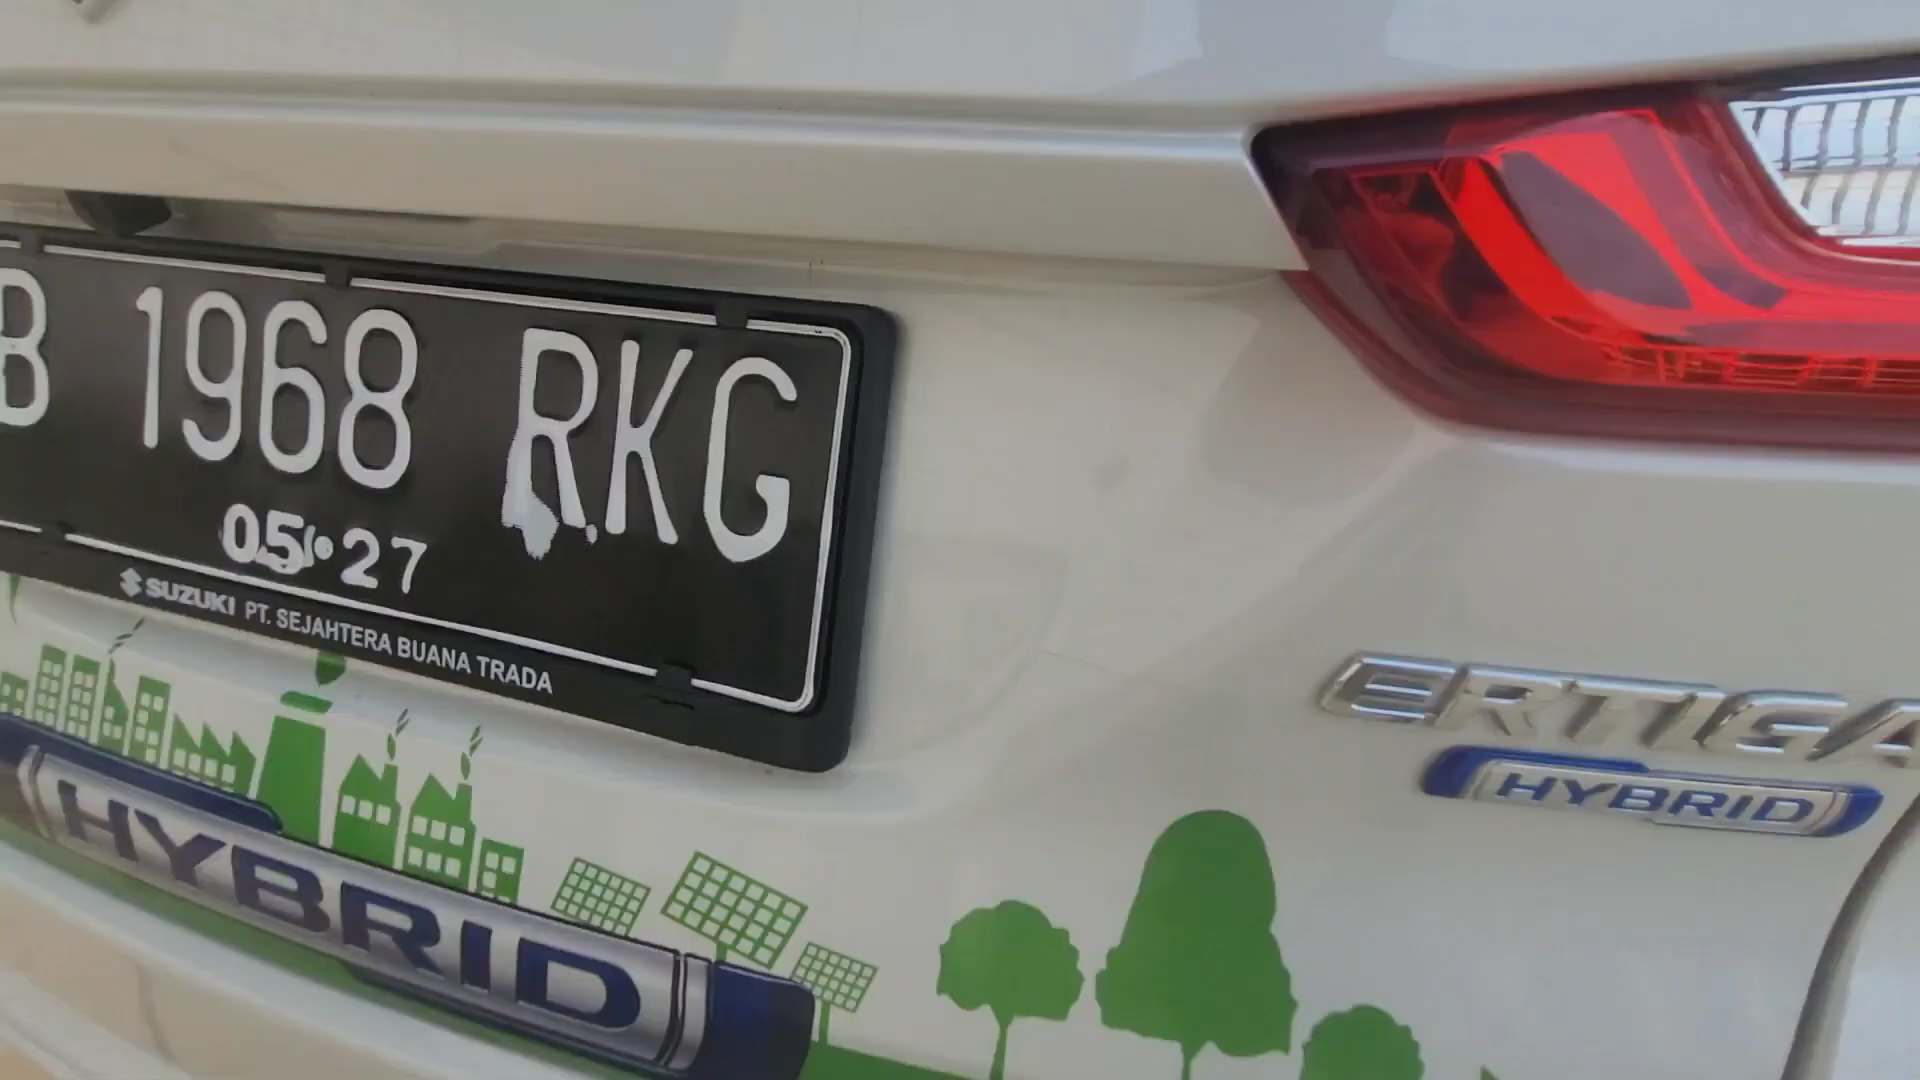 B 1968 RKG
05·27
SUZUKI PT. SEJAHTERA BUANA TRADA
ERTIGA
HYBRID
HYBRID